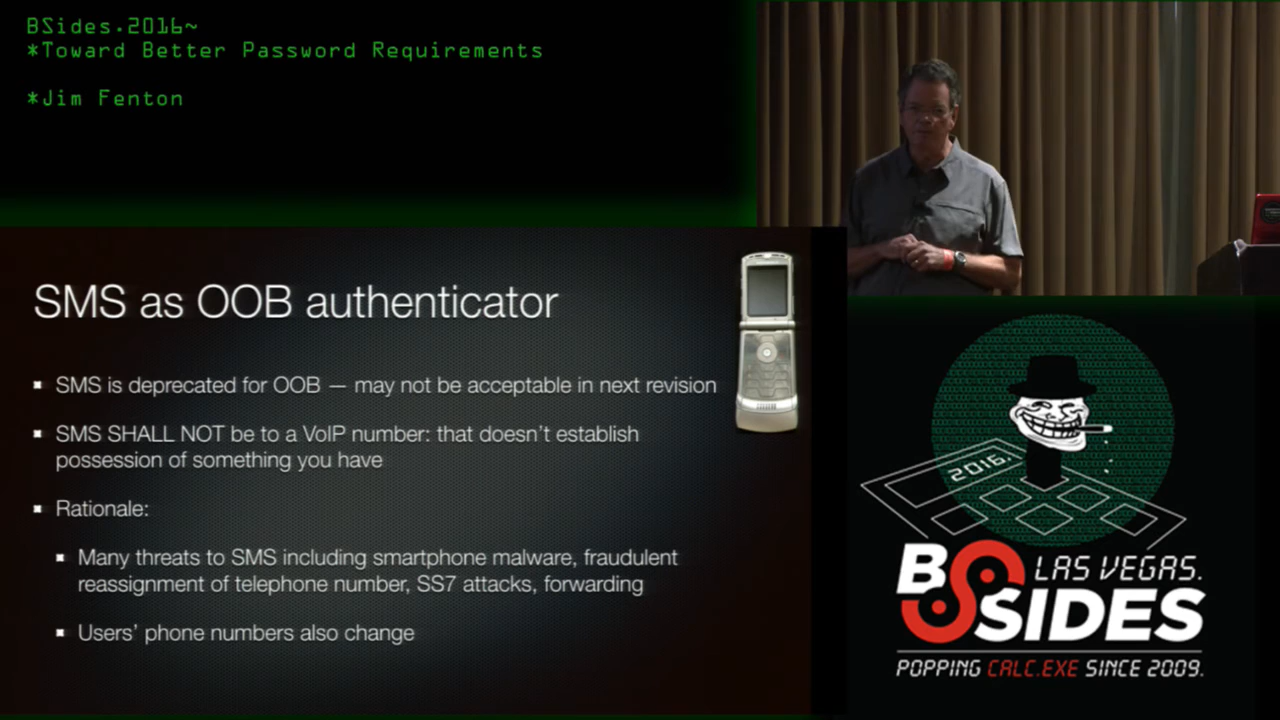 BSides.2016~
*Toward Better Password Requirements
*Jim Fenton
SMS as OOB authenticator
SMS is deprecated for OOB — may not be acceptable in next revision
SMS SHALL NOT be to a VoIP number: that doesn't establish
possession of something you have
Rationale:
Many threats to SMS including smartphone malware, fraudulent
reassignment of telephone number, SS7 attacks, forwarding
Users' phone numbers also change
2016.
BSIDES
LAS VEGAS.
POPPING CALC.EXE SINCE 2009.